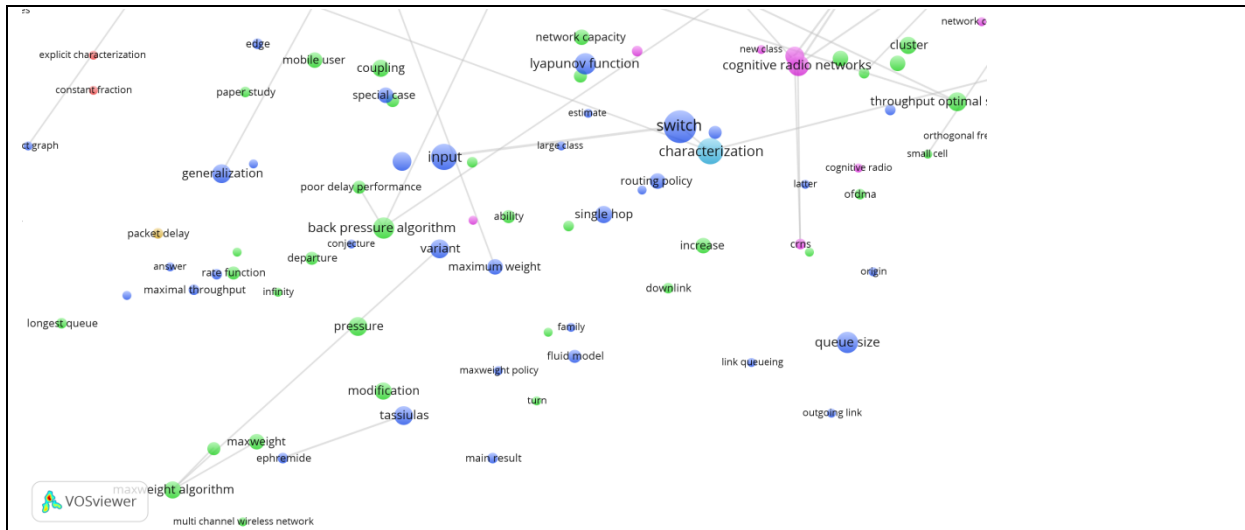 network c
edge
network capacity
new class
cluster
explicit characterization
mobile user
coupling
lyapunov function
cognitive radio networks
constant fraction
paper study
special case
throughput optimal s
estimate
switch
orthogonal fre
ct graph
input
large class
characterization
small cell
generalization
cognitive radio
poor delay performance
routing policy
latter
ofdma
back pressure algorithm
ability
single hop
packet delay
conjecture
variant
increase
crns
answer
rate function
departure
maximum weight
origin
maximal throughput
infinity
downlink
longest queue
pressure
family
queue size
fluid model
link queueing
maxweight policy
modification
turn
tassiulas
outgoing link
maxweight
ephremide
main result
maxweight algorithm
VOSviewer
multi channel wireless network